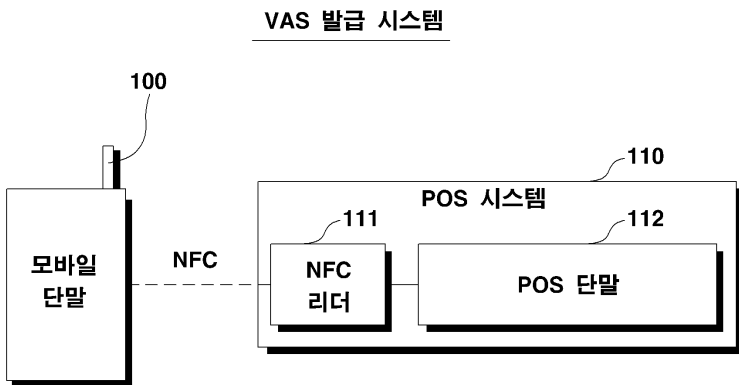 VAS 발급 시스템
100
110
POS 시스템
111
112
모바일
단말
NFC
NFC
리더
POS 단말